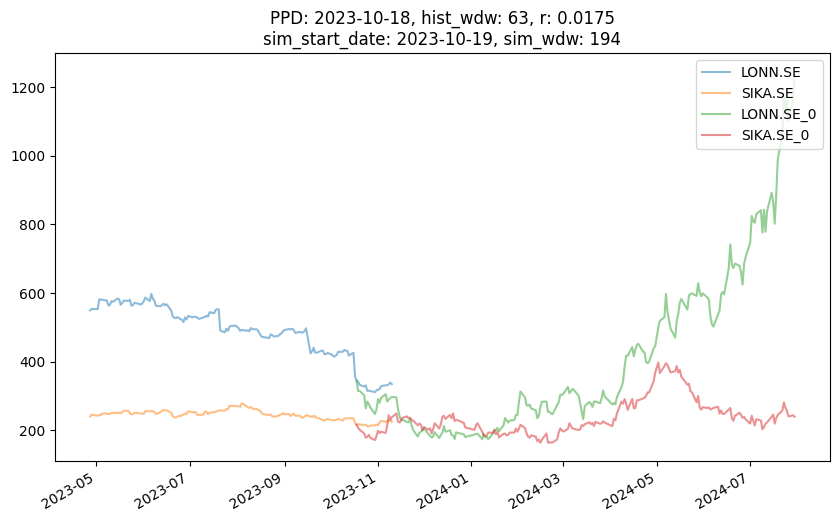 PPD: 2023-10-18, hist_wdw: 63, r: 0.0175
sim_start_date: 2023-10-19, sim_wdw: 194
LONN.SE
SIKA.SE
LONN.SE_0
SIKA.SE_0
1200
1000
800
600
400
200
2023-05
2023-07
2023-09
2023-11
2024-01
2024-03
2024-05
2024-07